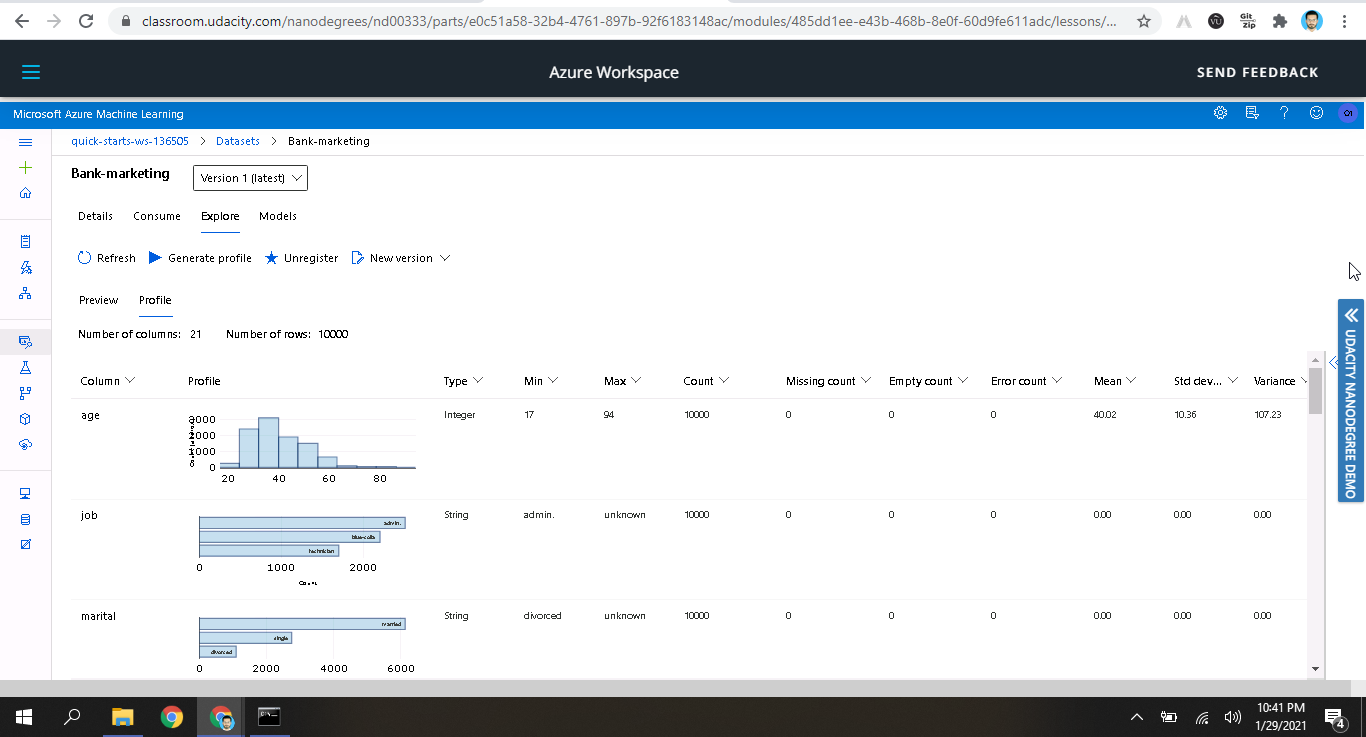 classroom.udacity.com/nanodegrees/nd00333/parts/e0c51a58-32b4-4761-897b-92f6183148ac/modules/485dd1ee-e43b-468b-8e0f-60d9fe611adc/lessons/...
Git Zip
Azure Workspace
SEND FEEDBACK
Microsoft Azure Machine Learning
quick-starts-ws-136505 > Datasets > Bank-marketing
Bank-marketing Version 1 (latest)
Details Consume Explore Models
Refresh Generate profile Unregister New version
Preview Profile
Number of columns: 21 Number of rows: 10000
Column Profile Type Min Max Count Missing count Empty count Error count Mean Std dev... Variance
age Integer 17 94 10000 0 0 0 40.02 10.36 107.23
3000
2000
1000
0
20 40 60 80
job String admin. unknown 10000 0 0 0 0.00 0.00 0.00
admin.
blue-colla
technician
0 1000 2000
Count
marital String divorced unknown 10000 0 0 0 0.00 0.00 0.00
married
single
divorced
0 2000 4000 6000
UDACITY NANODEGREE DEMO
10:41 PM
1/29/2021
4